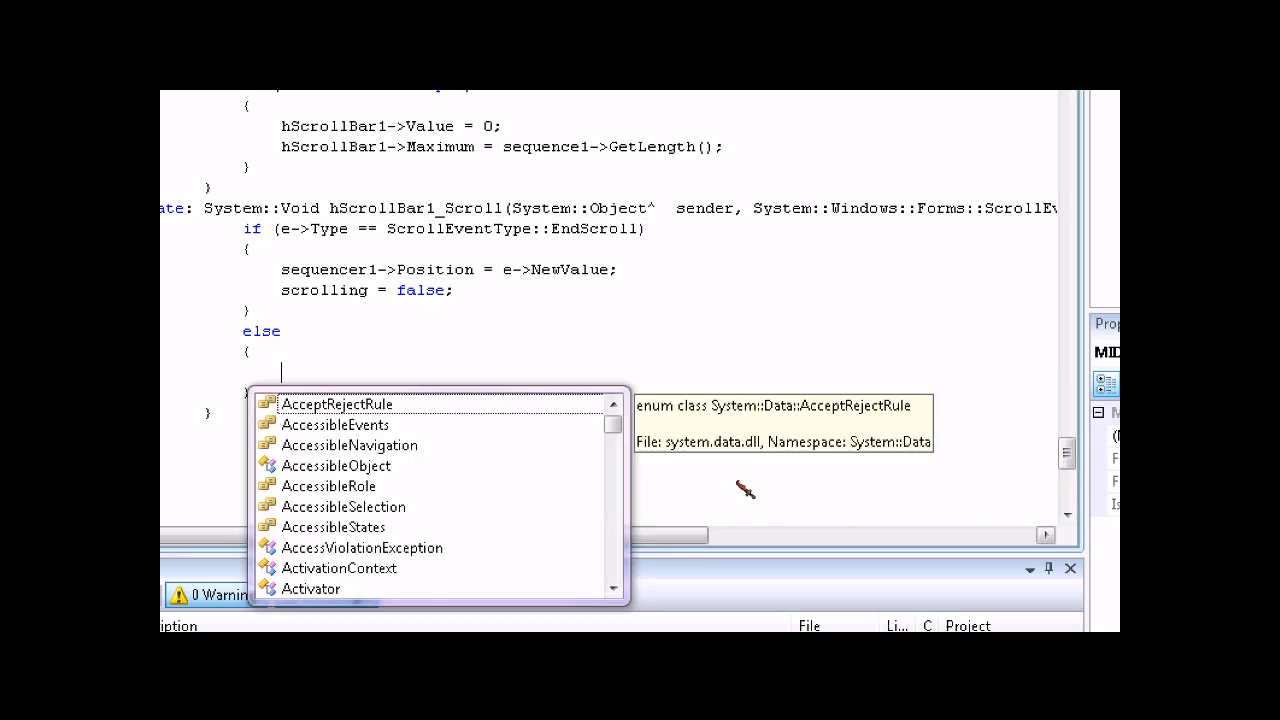 {
hScrollBar1->Value = 0;
hScrollBar1->Maximum = sequence1->GetLength();
}
}
ate: System::Void hScrollBar1_Scroll(System::Object^ sender, System::Windows::Forms::ScrollEv
if (e->Type == ScrollEventType::EndScroll)
{
sequencer1->Position = e->NewValue;
scrolling = false;
}
else
{
}
}
AcceptRejectRule
AccessibleEvents
AccessibleNavigation
AccessibleObject
AccessibleRole
AccessibleSelection
AccessibleStates
AccessViolationException
ActivationContext
Activator
enum class System::Data::AcceptRejectRule
File: system.data.dll, Namespace: System::Data
Prop
MID
0 Warnin
iption File Li... C Project